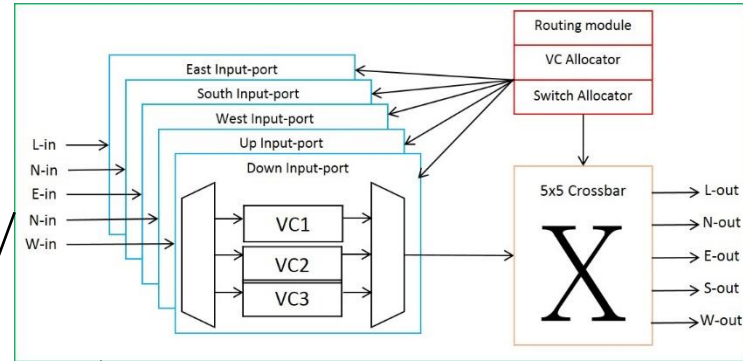 Routing module
VC Allocator
Switch Allocator
East Input-port
South Input-port
West Input-port
Up Input-port
Down Input-port
L-in
N-in
E-in
N-in
W-in
VC1
VC2
VC3
5x5 Crossbar
X
L-out
N-out
E-out
S-out
W-out